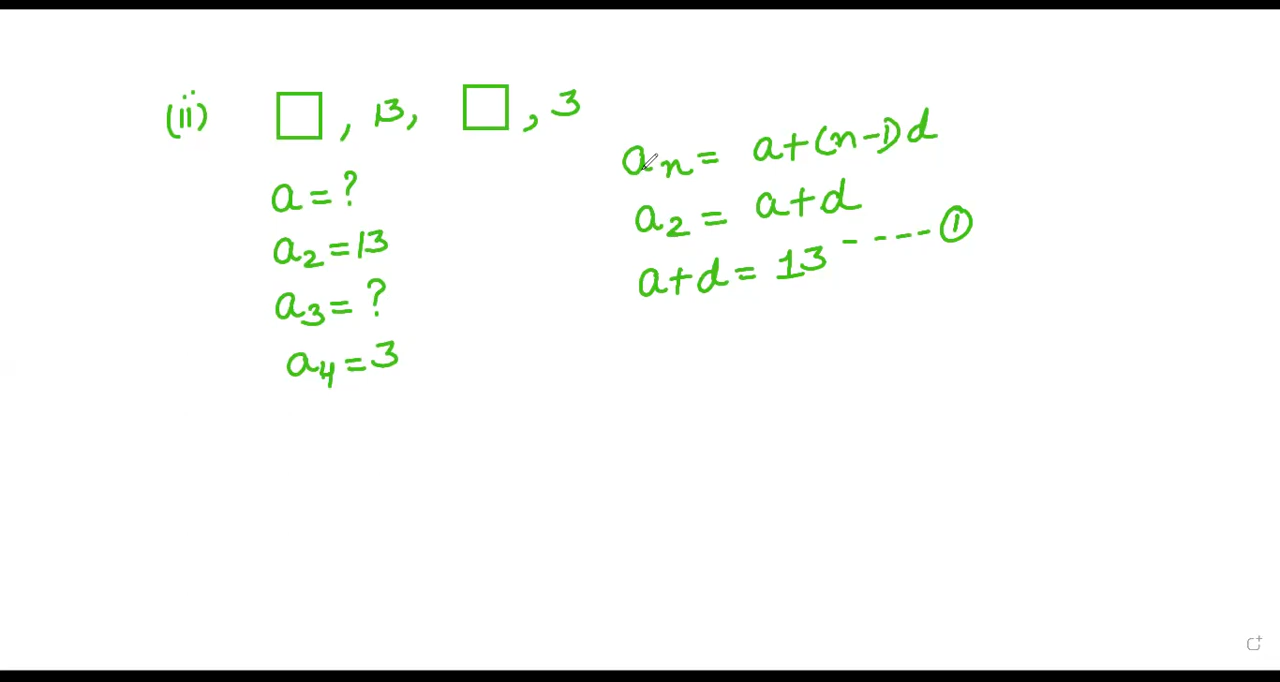 (ii) □, 13, □, 3
a = ?
a₂ = 13
a₃ = ?
a₄ = 3
aₙ = a+(n-1)d
a₂ = a+d
a+d = 13 ----①